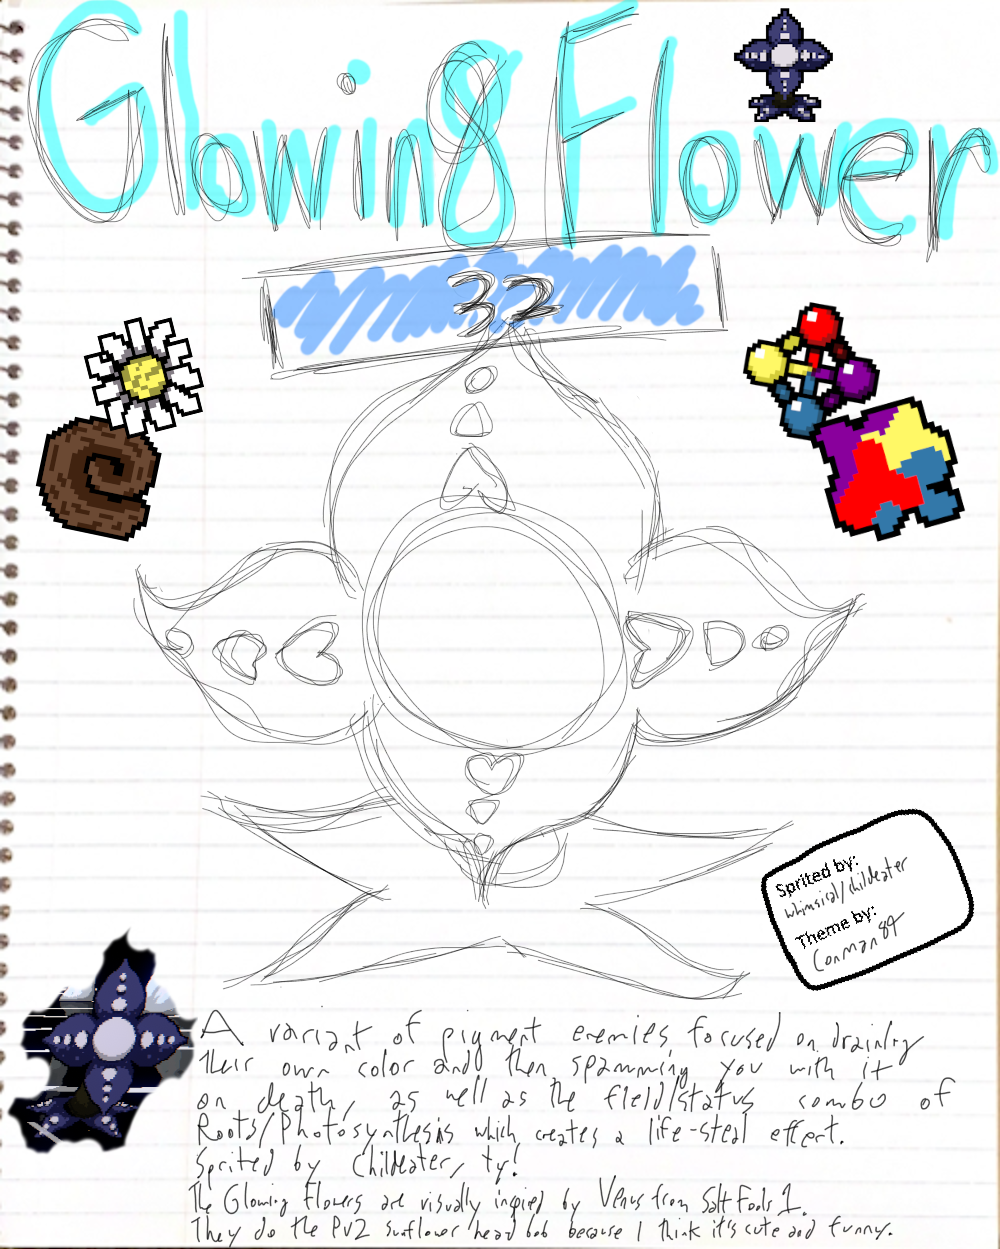 Glowing Flower
32
Sprited by:
whimsical/childeater
Theme by:
Conman84
A variant of pigment enemies focused on draining
their own color and then spamming you with it
on death, as well as the field/status combo of
Roots/Photosynthesis which creates a life-steal effect.
Sprited by Childeater, ty!
The Glowing Flowers are visually inspied by Venus from Salt Fools 1.
They do the PvZ sunflower head bob because I think it's cute and funny.